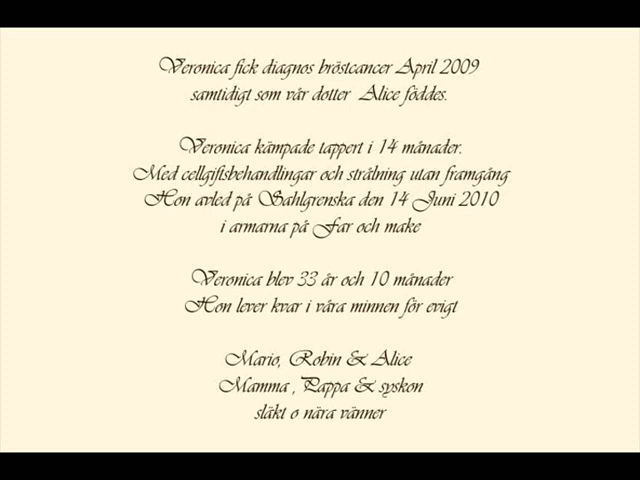 Veronica fick diagnos bröstcancer April 2009
samtidigt som vår dotter Alice föddes.
Veronica kämpade tappert i 14 månader.
Med cellgiftsbehandlingar och strålning utan framgång
Hon avled på Sahlgrenska den 14 Juni 2010
i armarna på Far och make
Veronica blev 33 år och 10 månader
Hon lever kvar i våra minnen för evigt
Mario, Robin & Alice
Mamma , Pappa & syskon
släkt o nära vänner